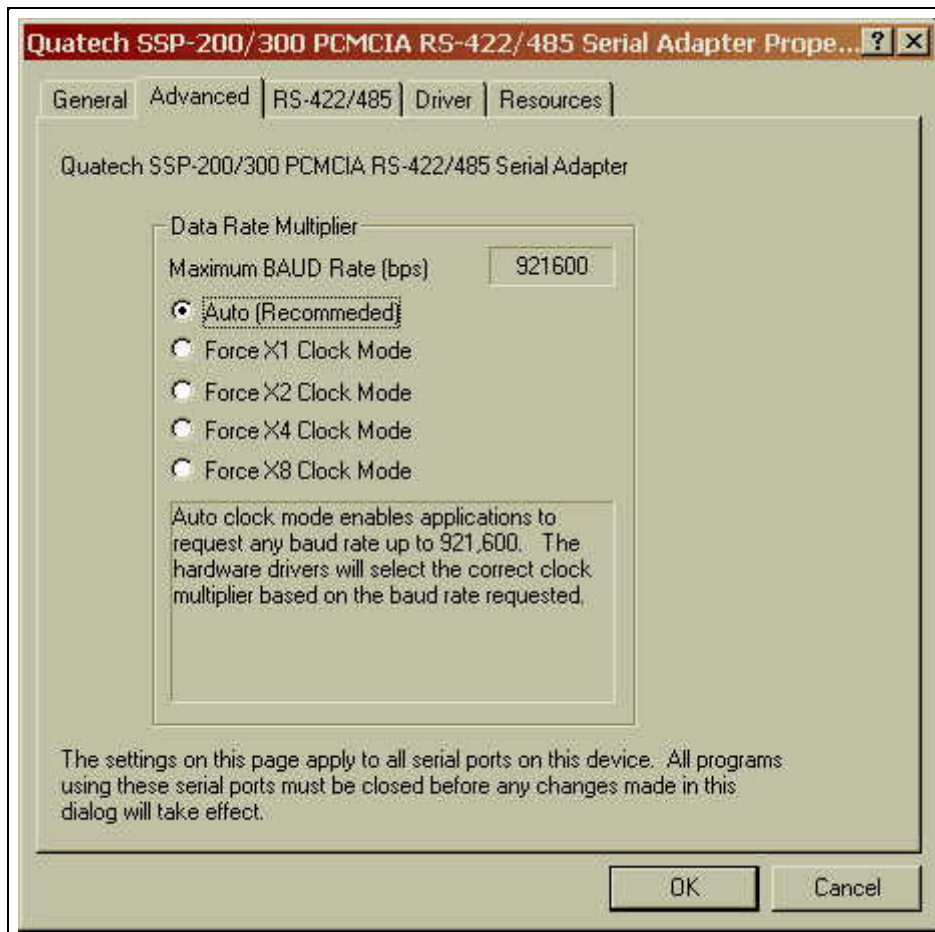 Quatech SSP-200/300 PCMCIA RS-422/485 Serial Adapter Prope...
General Advanced RS-422/485 Driver Resources
Quatech SSP-200/300 PCMCIA RS-422/485 Serial Adapter
Data Rate Multiplier
Maximum BAUD Rate (bps) 921600
Auto (Recommeded)
Force X1 Clock Mode
Force X2 Clock Mode
Force X4 Clock Mode
Force X8 Clock Mode
Auto clock mode enables applications to
request any baud rate up to 921,600. The
hardware drivers will select the correct clock
multiplier based on the baud rate requested.
The settings on this page apply to all serial ports on this device. All programs
using these serial ports must be closed before any changes made in this
dialog will take effect.
OK Cancel